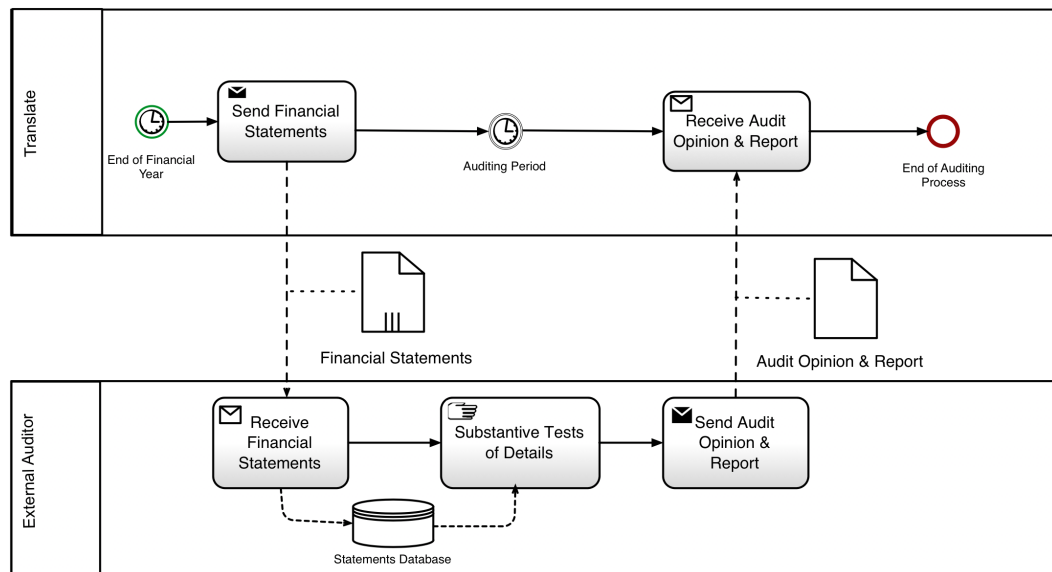 Translate
End of Financial
Year
Send Financial
Statements
Auditing Period
Receive Audit
Opinion & Report
End of Auditing
Process
Financial Statements
Audit Opinion & Report
External Auditor
Receive
Financial
Statements
Substantive Tests
of Details
Send Audit
Opinion &
Report
Statements Database